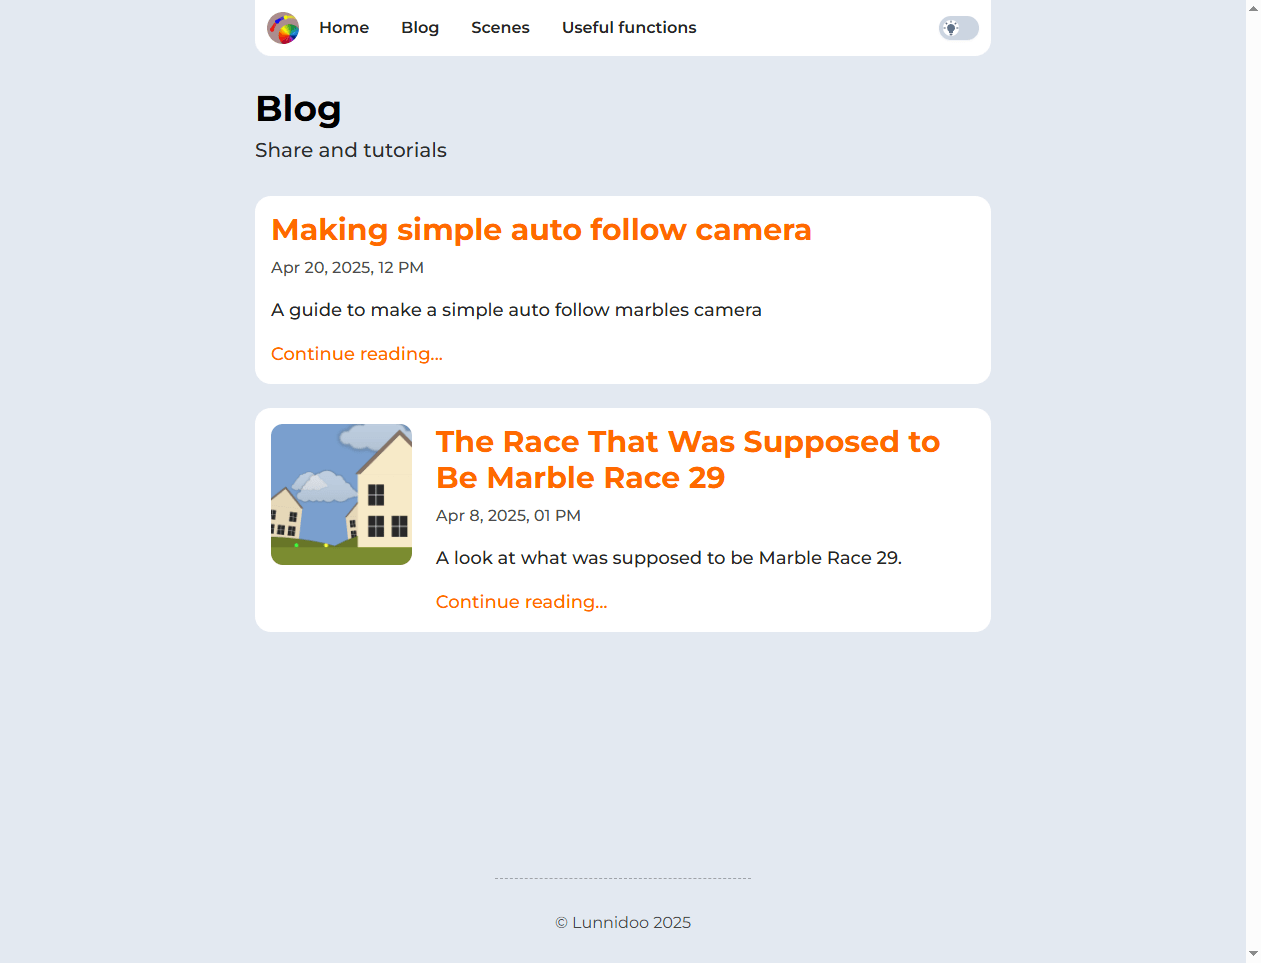 Home Blog Scenes Useful functions
Blog
Share and tutorials
Making simple auto follow camera
Apr 20, 2025, 12 PM
A guide to make a simple auto follow marbles camera
Continue reading...
The Race That Was Supposed to
Be Marble Race 29
Apr 8, 2025, 01 PM
A look at what was supposed to be Marble Race 29.
Continue reading...
© Lunnidoo 2025